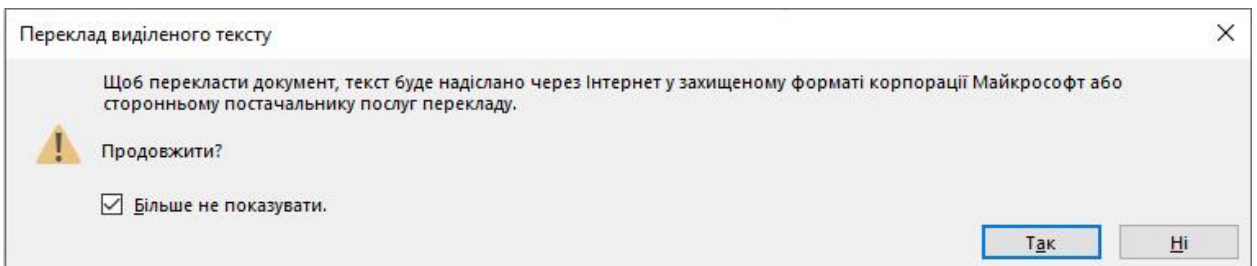 Переклад виділеного тексту
Щоб перекласти документ, текст буде надіслано через Інтернет у захищеному форматі корпорації Майкрософт або
сторонньому постачальнику послуг перекладу.
Продовжити?
Більше не показувати.
Так Ні